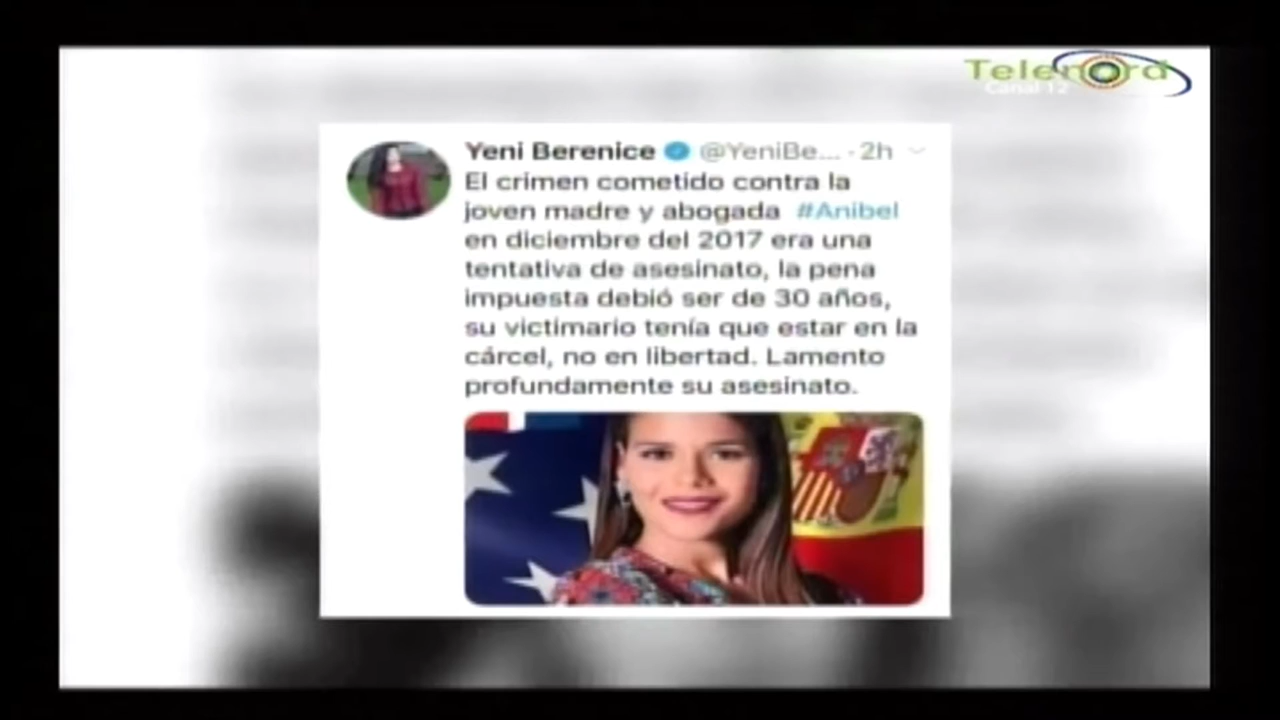 Telenord
Canal 12
Yeni Berenice @YeniBe... · 2h
El crimen cometido contra la
joven madre y abogada #Anibel
en diciembre del 2017 era una
tentativa de asesinato, la pena
impuesta debió ser de 30 años,
su victimario tenía que estar en la
cárcel, no en libertad. Lamento
profundamente su asesinato.